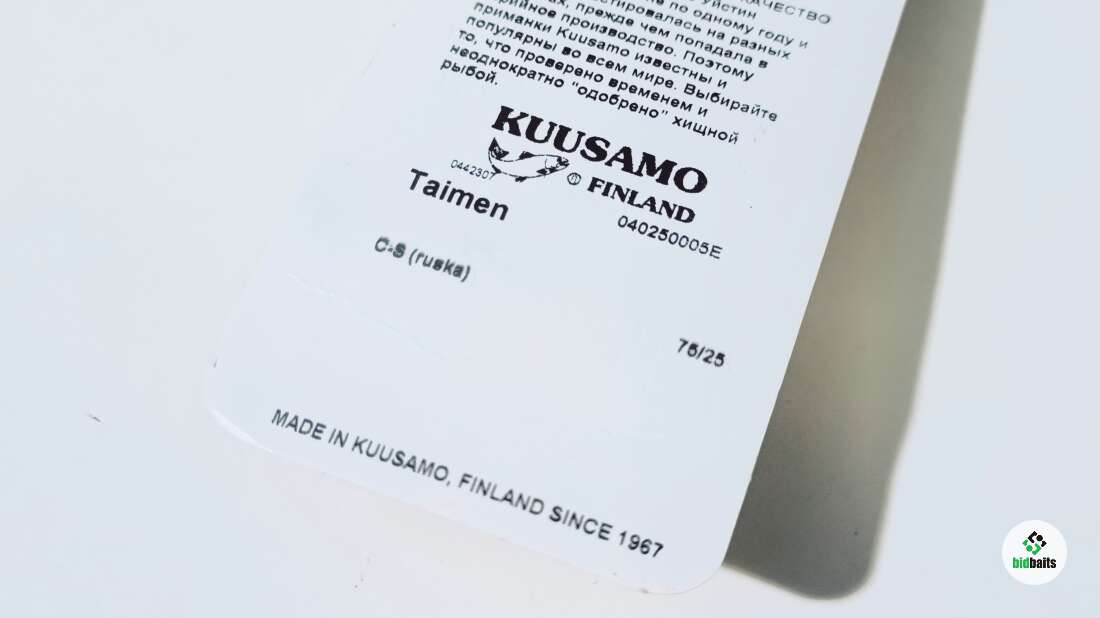 КАЧЕСТВО
по одному году и
тестировалась на разных
прежде чем попадала в
производство. Поэтому
приманки Kuusamo известны и
популярны во всем мире. Выбирайте
то, что проверено временем и
неоднократно "одобрено" хищной
рыбой.
KUUSAMO
® FINLAND
0442307
Taimen
040250005E
C-S (ruska)
75/25
MADE IN KUUSAMO, FINLAND SINCE 1967
bidbaits